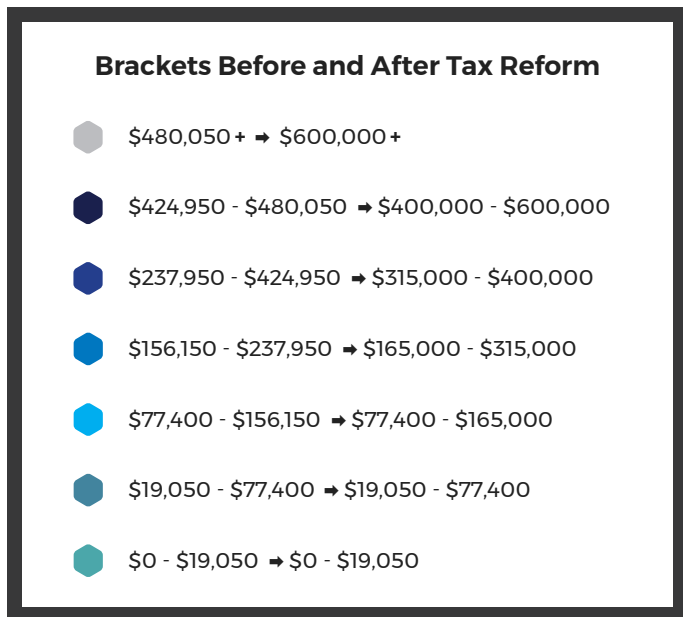 Brackets Before and After Tax Reform
$480,050+ ➡ $600,000+
$424,950 - $480,050 ➡ $400,000 - $600,000
$237,950 - $424,950 ➡ $315,000 - $400,000
$156,150 - $237,950 ➡ $165,000 - $315,000
$77,400 - $156,150 ➡ $77,400 - $165,000
$19,050 - $77,400 ➡ $19,050 - $77,400
$0 - $19,050 ➡ $0 - $19,050